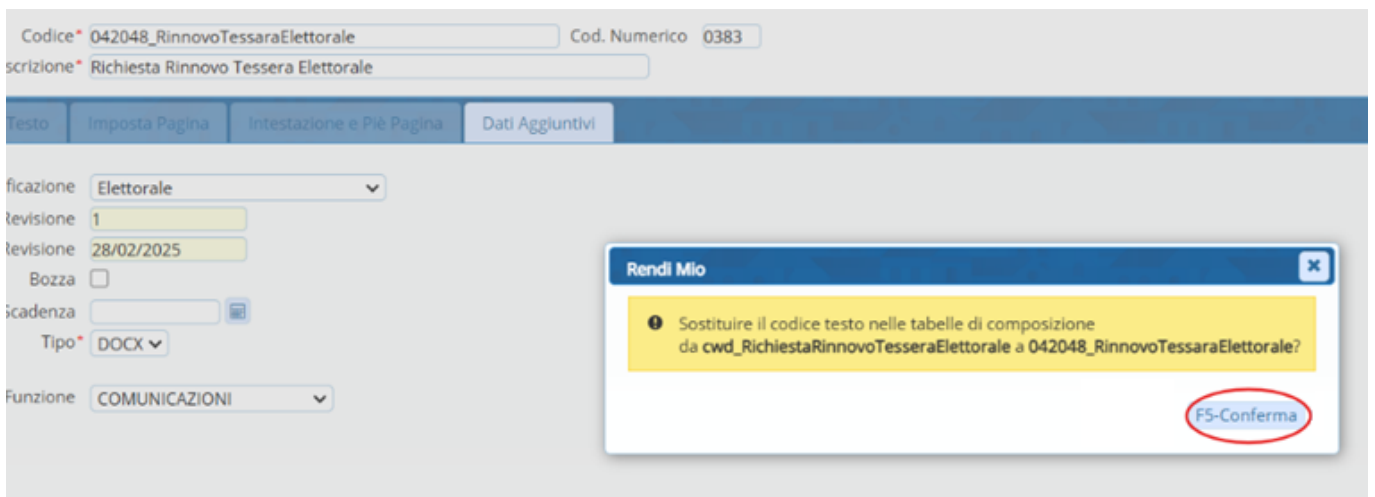 Codice* 042048_RinnovoTessaraElettorale Cod. Numerico 0383
scrizione* Richiesta Rinnovo Tessera Elettorale
Testo Imposta Pagina Intestazione e Piè Pagina Dati Aggiuntivi
ficazione Elettorale
Revisione 1
Revisione 28/02/2025
Bozza
Scadenza
Tipo* DOCX
Funzione COMUNICAZIONI
Rendi Mio
Sostituire il codice testo nelle tabelle di composizione
da cwd_RichiestaRinnovoTesseraElettorale a 042048_RinnovoTessaraElettorale?
F5-Conferma